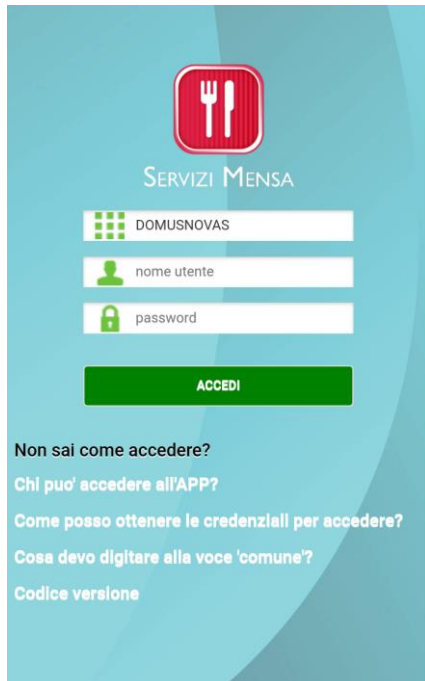 SERVIZI MENSA
DOMUSNOVAS
nome utente
password
ACCEDI
Non sai come accedere?
Chi puo' accedere all'APP?
Come posso ottenere le credenziali per accedere?
Cosa devo digitare alla voce 'comune'?
Codice versione